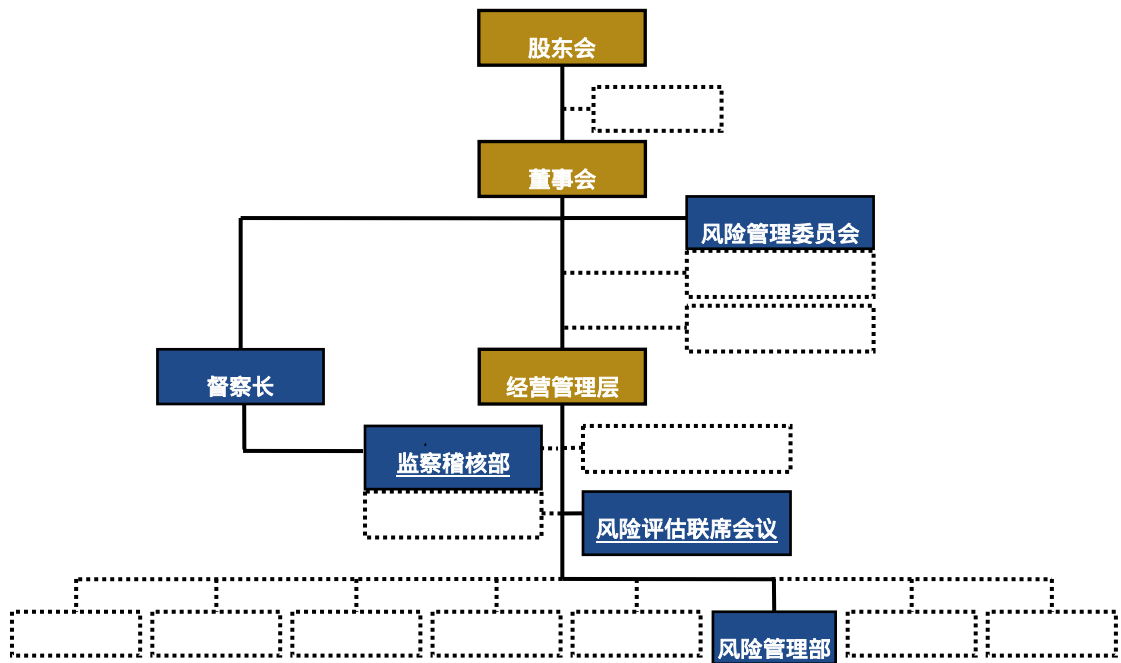 股东会
董事会
风险管理委员会
督察长
经营管理层
监察稽核部
风险评估联席会议
风险管理部